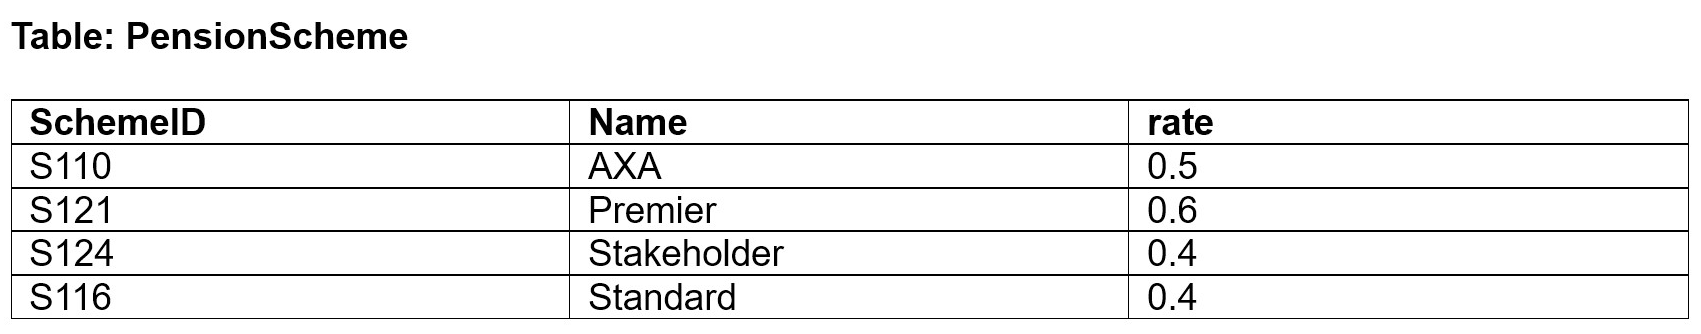 Table: PensionScheme
SchemeID Name rate
S110 AXA 0.5
S121 Premier 0.6
S124 Stakeholder 0.4
S116 Standard 0.4